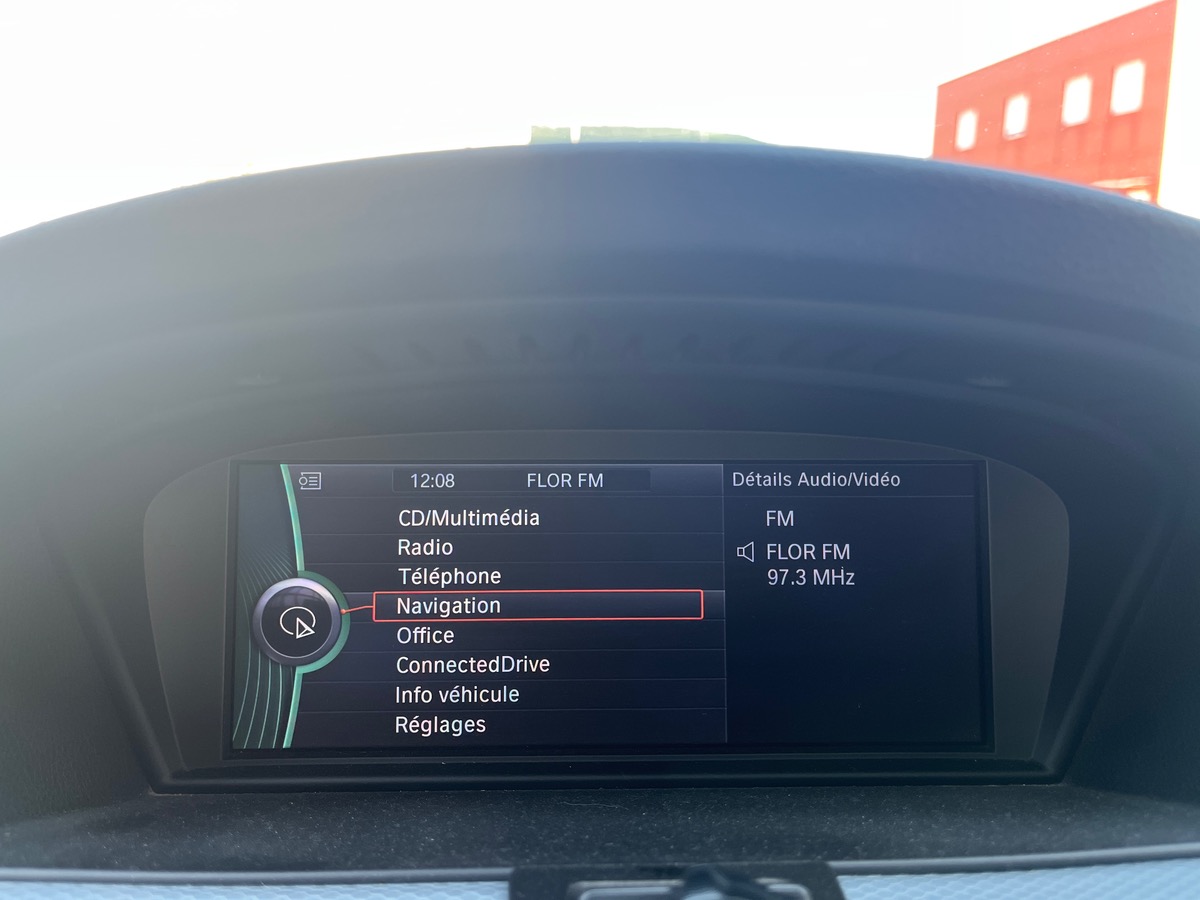 12:08 FLOR FM
CD/Multimédia
Radio
Téléphone
Navigation
Office
ConnectedDrive
Info véhicule
Réglages
Détails Audio/Vidéo
FM
FLOR FM
97.3 MHz